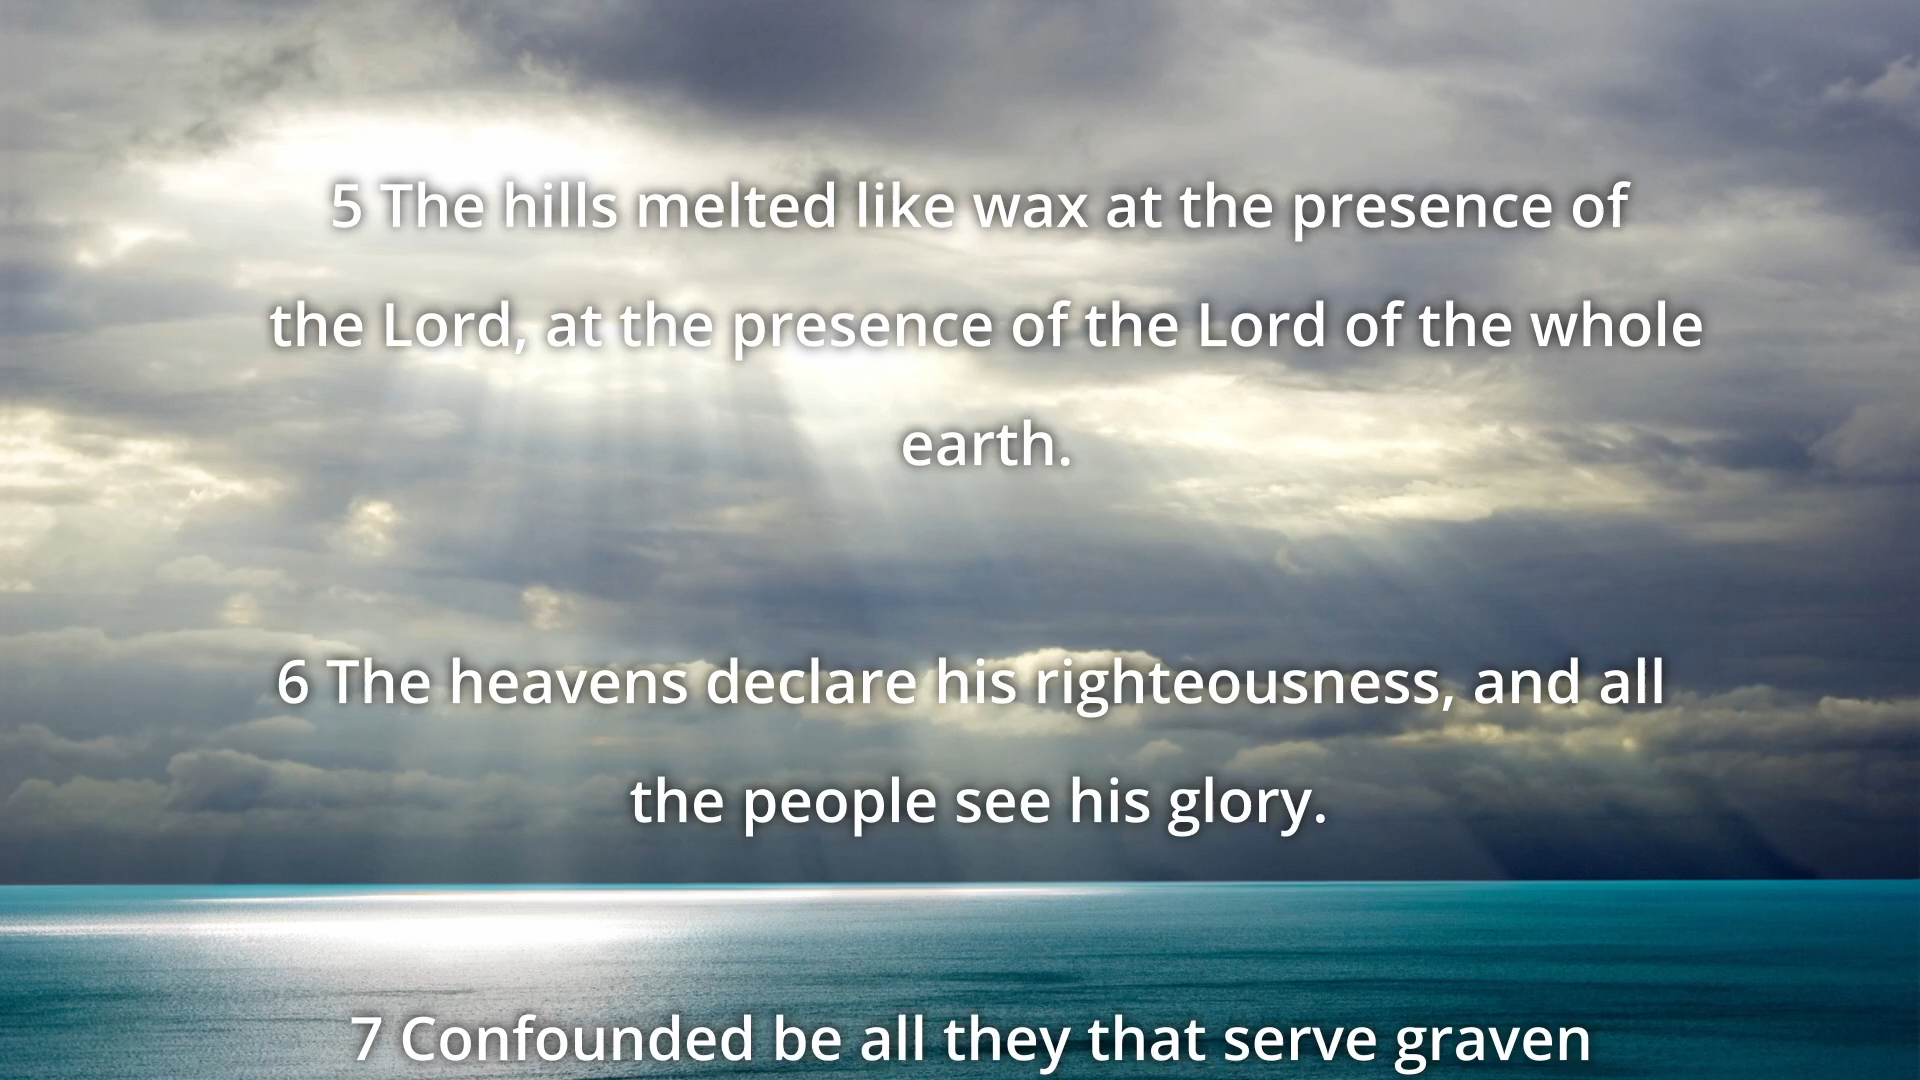 5 The hills melted like wax at the presence of
the Lord, at the presence of the Lord of the whole
earth.
6 The heavens declare his righteousness, and all
the people see his glory.
7 Confounded be all they that serve graven